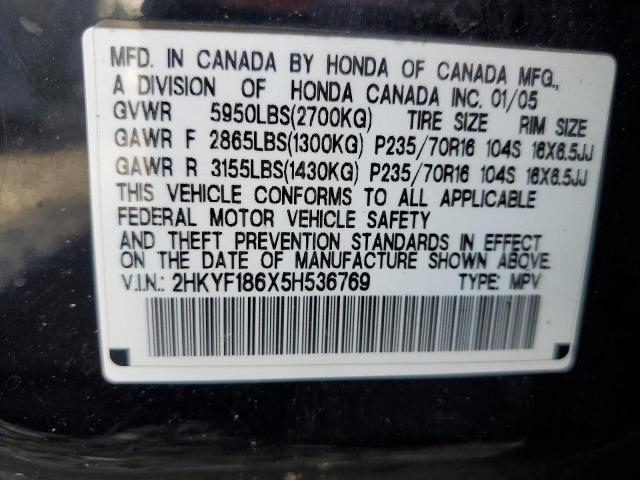 MFD. IN CANADA BY HONDA OF CANADA MFG.,
A DIVISION OF HONDA CANADA INC. 01/05
GVWR 5950LBS(2700KG) TIRE SIZE RIM SIZE
GAWR F 2865LBS(1300KG) P235/70R16 104S 16X6.5JJ
GAWR R 3155LBS(1430KG) P235/70R16 104S 16X6.5JJ
THIS VEHICLE CONFORMS TO ALL APPLICABLE
FEDERAL MOTOR VEHICLE SAFETY
AND THEFT PREVENTION STANDARDS IN EFFECT
ON THE DATE OF MANUFACTURE SHOWN ABOVE.
V.I.N.: 2HKYF186X5H536769 TYPE: MPV